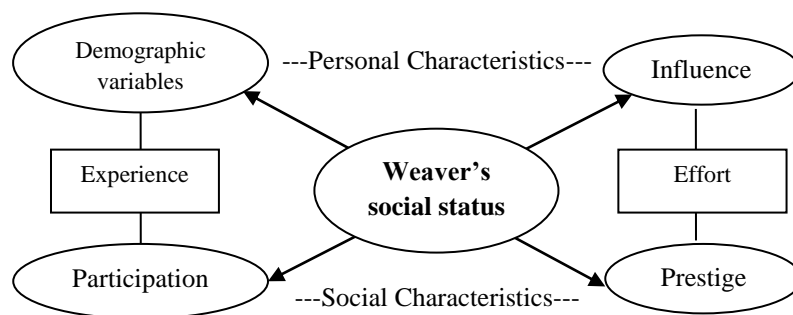 Demographic
variables
---Personal Characteristics---
Influence
Experience
Weaver’s
social status
Effort
Participation
---Social Characteristics---
Prestige